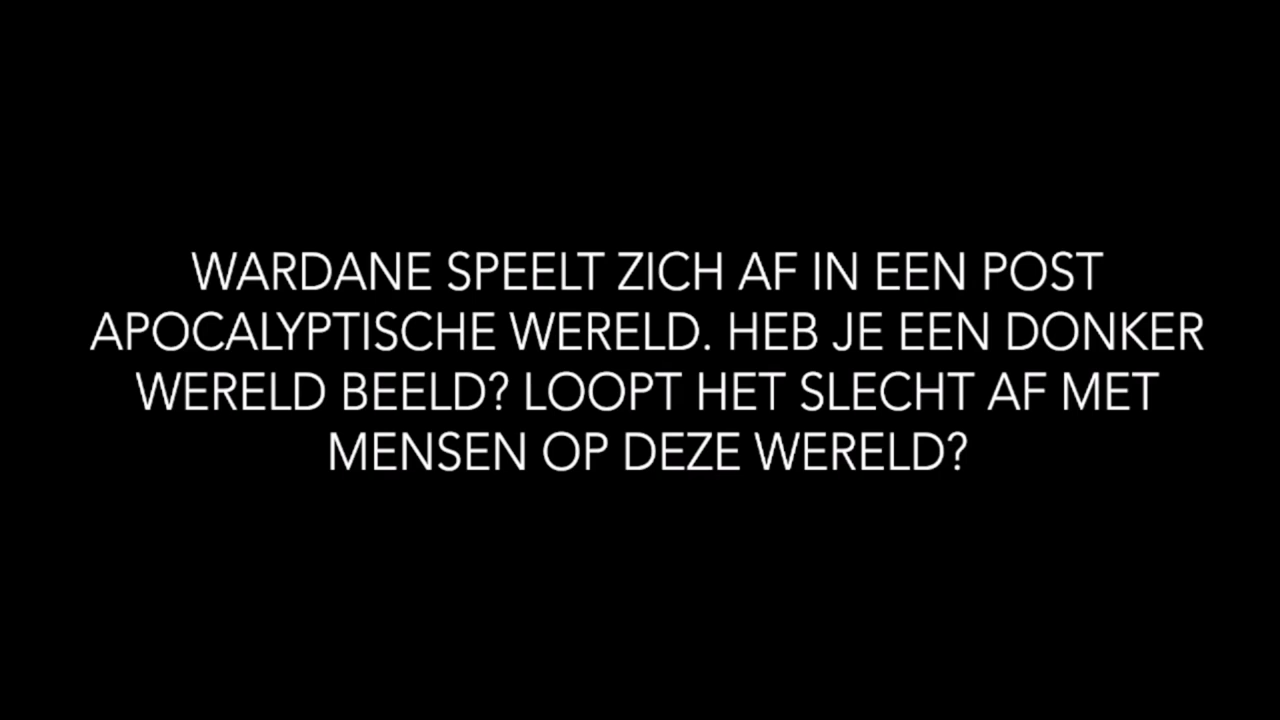 WARDANE SPEELT ZICH AF IN EEN POST
APOCALYPTISCHE WERELD. HEB JE EEN DONKER
WERELD BEELD? LOOPT HET SLECHT AF MET
MENSEN OP DEZE WERELD?